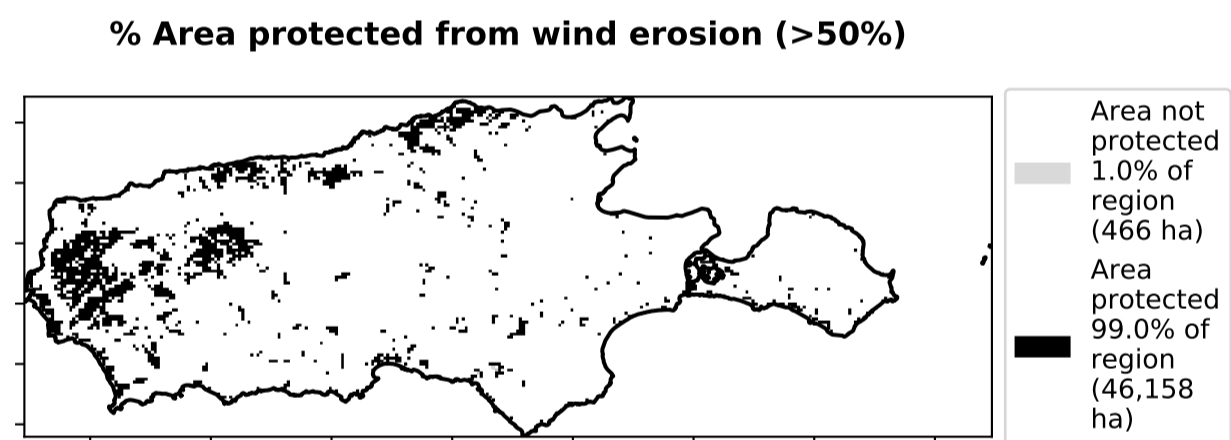 % Area protected from wind erosion (>50%)
Area not
protected
1.0% of
region
(466 ha)
Area
protected
99.0% of
region
(46,158
ha)